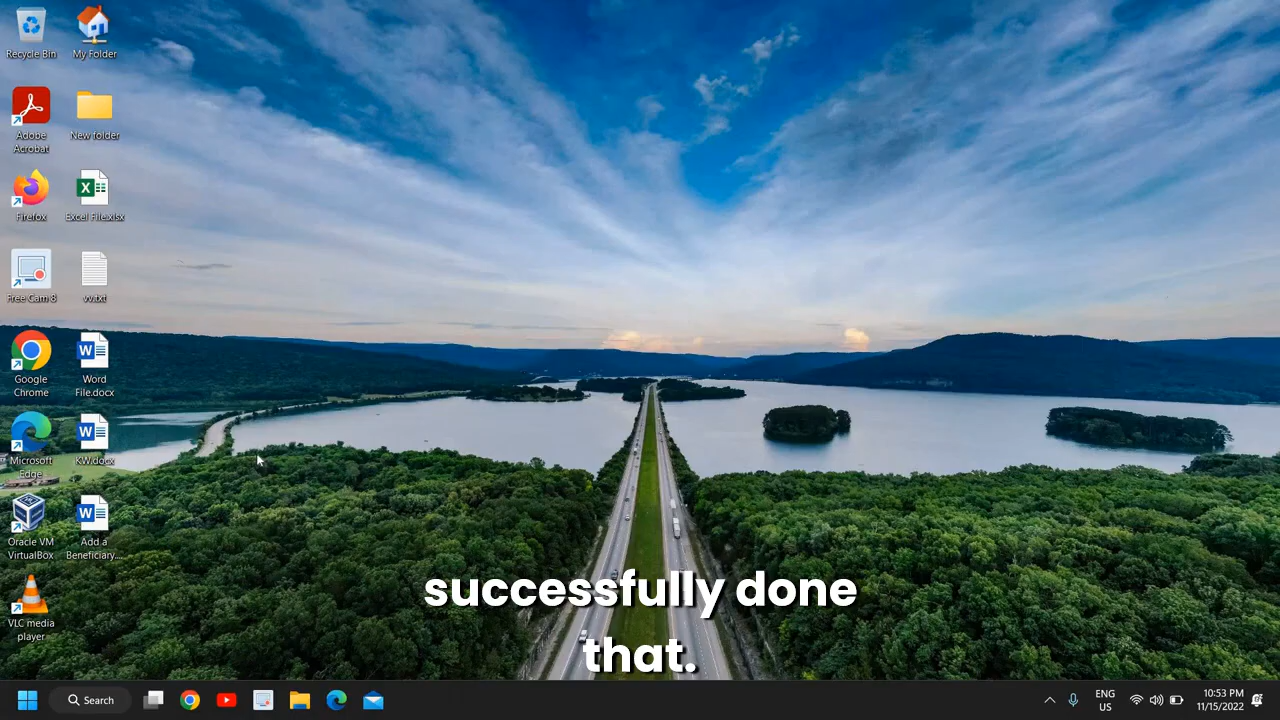 Recycle Bin
My Folder
Adobe
Acrobat
New folder
Firefox
Excel File.xlsx
Free Cam 8
vv.txt
Google
Chrome
Word
File.docx
Microsoft
Edge
KW.docx
Oracle VM
VirtualBox
Add a
Beneficiary....
VLC media
player
successfully done
that.
Search
ENG
US
10:53 PM
11/15/2022